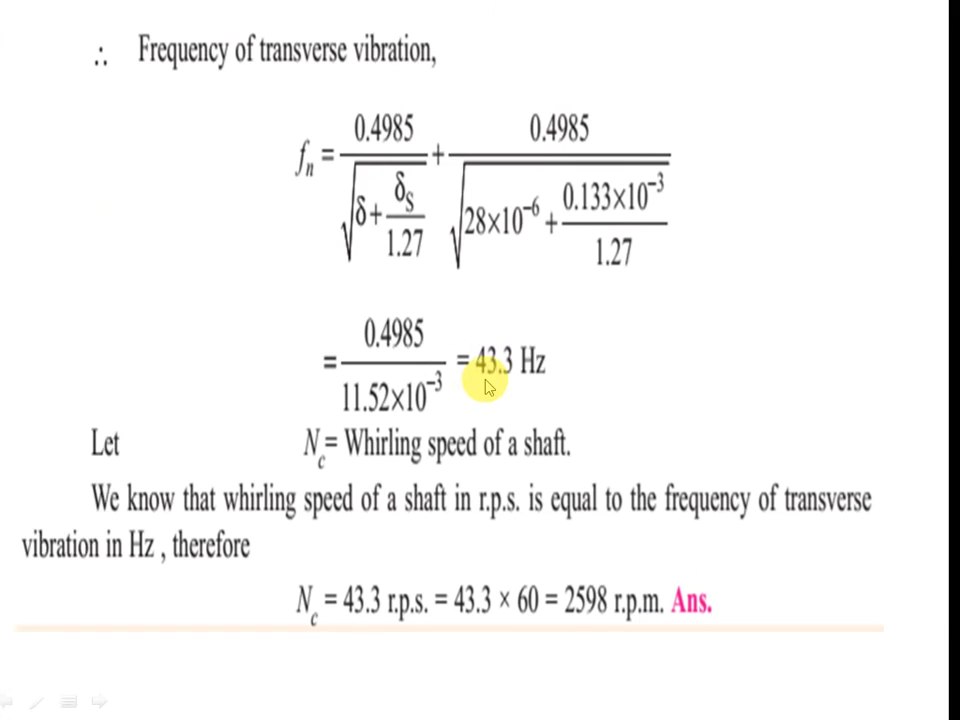 ∴ Frequency of transverse vibration,
fₙ = 0.4985 / √(δ + δ_S / 1.27) + 0.4985 / √(28×10⁻⁶ + 0.133×10⁻³ / 1.27)
= 0.4985 / 11.52×10⁻³ = 43.3 Hz
Let N_c = Whirling speed of a shaft.
We know that whirling speed of a shaft in r.p.s. is equal to the frequency of transverse
vibration in Hz , therefore
N_c = 43.3 r.p.s. = 43.3 × 60 = 2598 r.p.m. Ans.